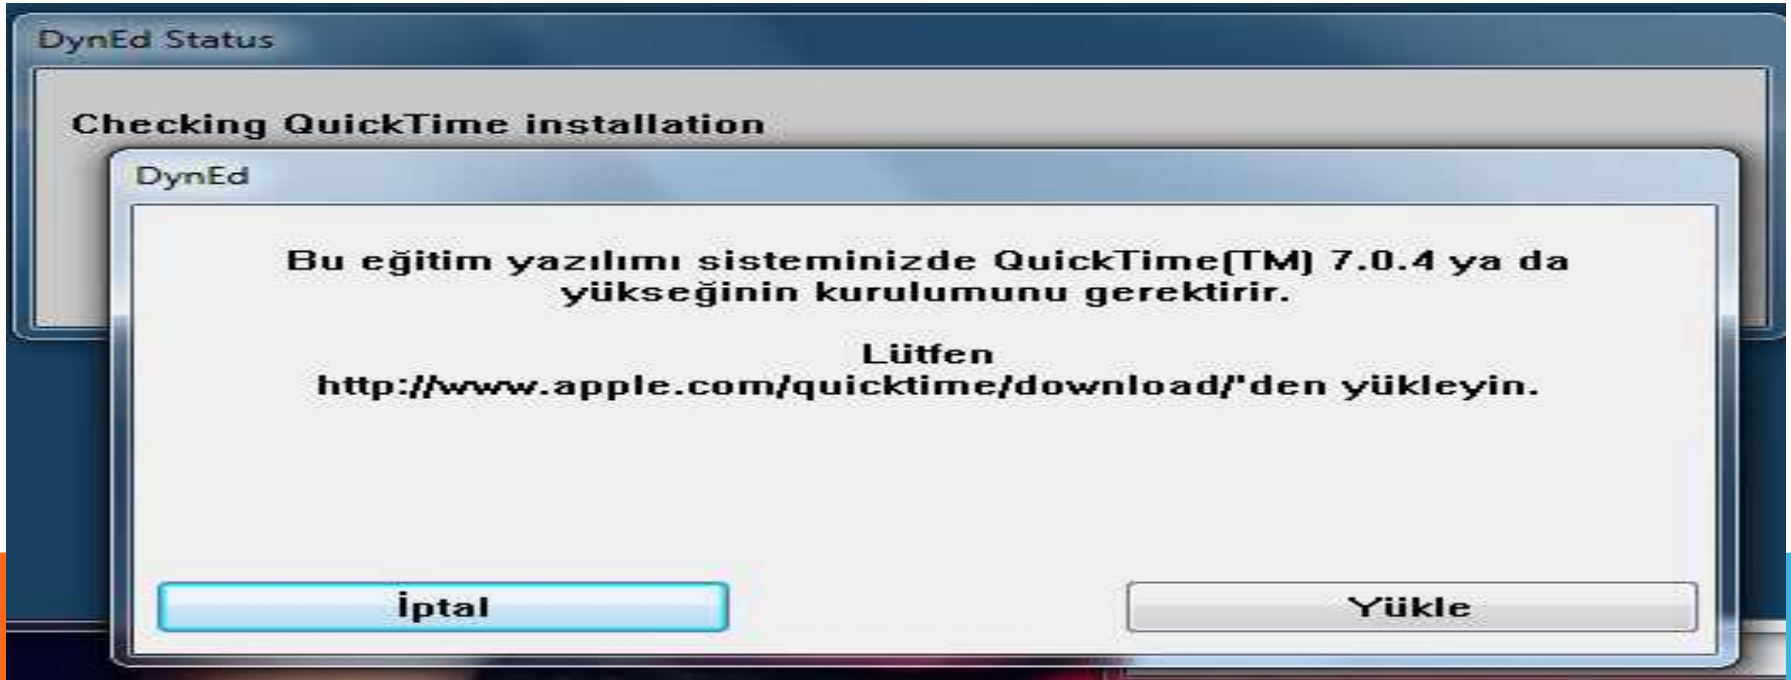 DynEd Status
Checking QuickTime installation
DynEd
Bu eğitim yazılımı sisteminizde QuickTime(TM) 7.0.4 ya da
yükseğinin kurulumunu gerektirir.
Lütfen
http://www.apple.com/quicktime/download/'den yükleyin.
İptal
Yükle